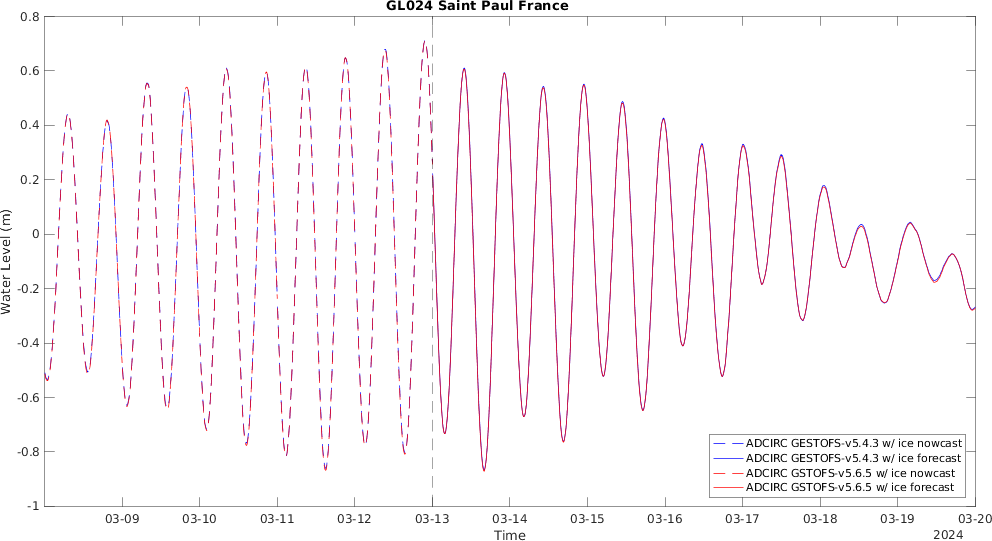 GL024 Saint Paul France
0.8
0.6
0.4
0.2
0
-0.2
-0.4
-0.6
-0.8
-1
Water Level (m)
ADCIRC GESTOFS-v5.4.3 w/ ice nowcast
ADCIRC GESTOFS-v5.4.3 w/ ice forecast
ADCIRC GSTOFS-v5.6.5 w/ ice nowcast
ADCIRC GSTOFS-v5.6.5 w/ ice forecast
03-09 03-10 03-11 03-12 03-13 03-14 03-15 03-16 03-17 03-18 03-19 03-20
Time
2024